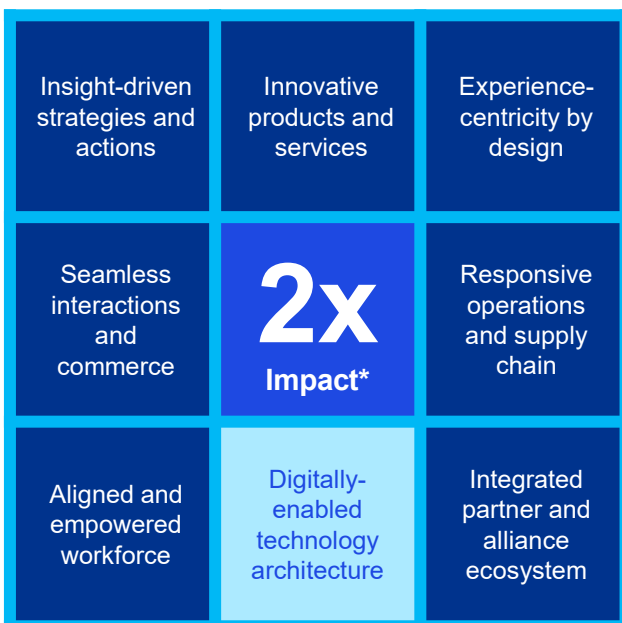 Insight-driven
strategies and
actions
Innovative
products and
services
Experience-
centricity by
design
Seamless
interactions
and
commerce
2x
Impact*
Responsive
operations
and supply
chain
Aligned and
empowered
workforce
Digitally-
enabled
technology
architecture
Integrated
partner and
alliance
ecosystem